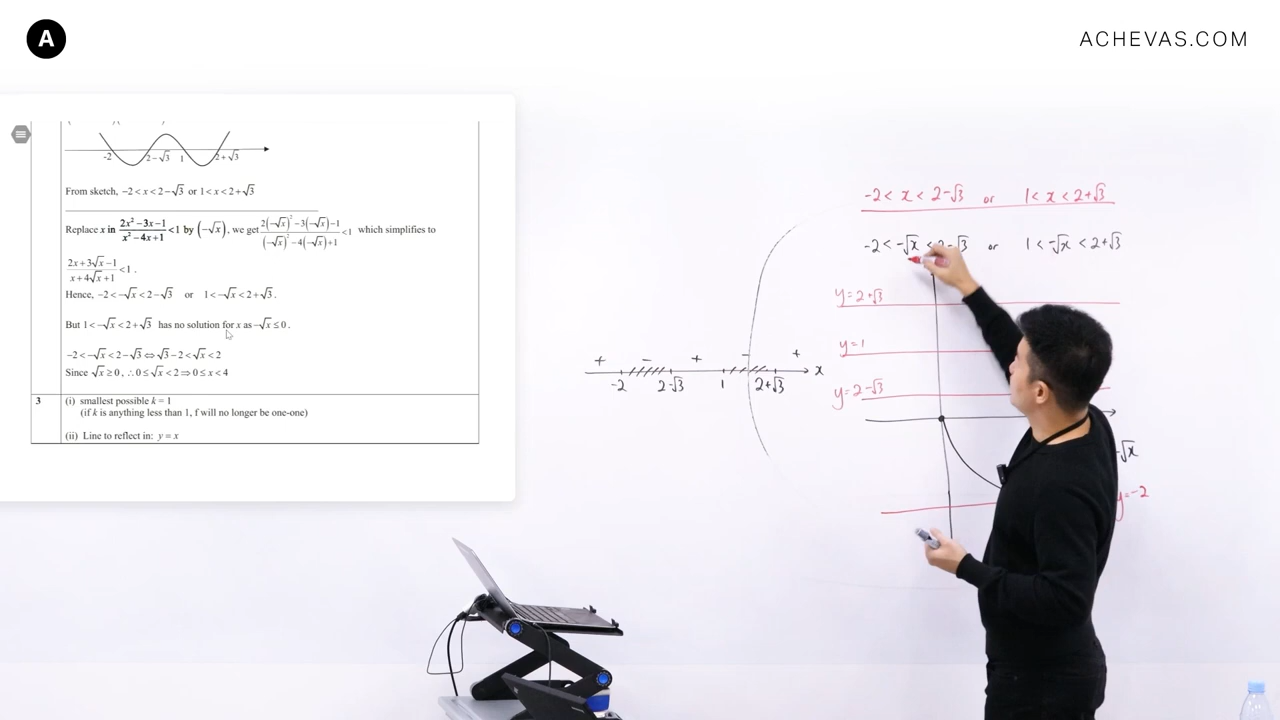 A
ACHEVAS.COM
-2
2-√3
1
2+√3
From sketch, -2 < x < 2-√3 or 1 < x < 2+√3
Replace x in (2x²-3x-1)/(x²-4x+1) < 1 by (-√x), we get (2(-√x)²-3(-√x)-1)/((-√x)²-4(-√x)+1) < 1 which simplifies to
(2x+3√x-1)/(x+4√x+1) < 1.
Hence, -2 < -√x < 2-√3 or 1 < -√x < 2+√3.
But 1 < -√x < 2+√3 has no solution for x as -√x ≤ 0.
-2 < -√x < 2-√3 ⇔ √3-2 < √x < 2
Since √x ≥ 0, ∴ 0 ≤ √x < 2 ⇒ 0 ≤ x < 4
3
(i) smallest possible k = 1
(if k is anything less than 1, f will no longer be one-one)
(ii) Line to reflect in: y = x
-2 < x < 2-√3 or 1 < x < 2+√3
-2 < -√x < 2-√3 or 1 < -√x < 2+√3
y = 2+√3
y = 1
y = 2-√3
+ - + - +
-2 2-√3 1 2+√3 x
-√x
y = -2